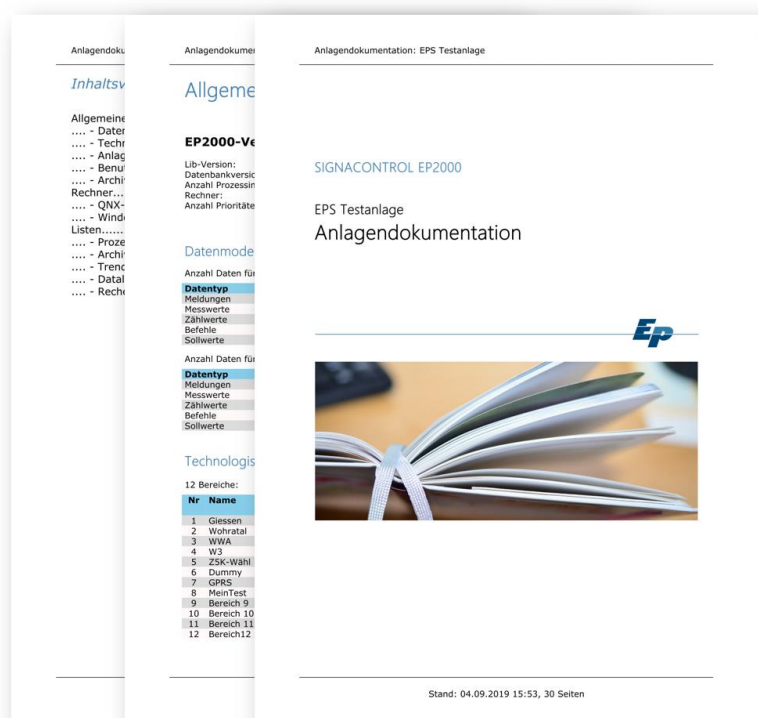 Anlagendoku
Inhaltsv
Allgemeine
.... - Daten
.... - Techn
.... - Anlag
.... - Benut
.... - Archi
Rechner...
.... - QNX-
.... - Wind
Listen......
.... - Proze
.... - Archi
.... - Trend
.... - Datal
.... - Reche
Anlagendokumen
Allgeme
EP2000-Ve
Lib-Version:
Datenbankversio
Anzahl Prozessin
Rechner:
Anzahl Prioritäte
Datenmode
Anzahl Daten für
Datentyp
Meldungen
Messwerte
Zählwerte
Befehle
Sollwerte
Anzahl Daten für
Datentyp
Meldungen
Messwerte
Zählwerte
Befehle
Sollwerte
Technologis
12 Bereiche:
Nr Name
1 Giessen
2 Wohratal
3 WWA
4 W3
5 Z5K-Wähl
6 Dummy
7 GPRS
8 MeinTest
9 Bereich 9
10 Bereich 10
11 Bereich 11
12 Bereich12
Anlagendokumentation: EPS Testanlage
SIGNACONTROL EP2000
EPS Testanlage
Anlagendokumentation
Ep
Stand: 04.09.2019 15:53, 30 Seiten